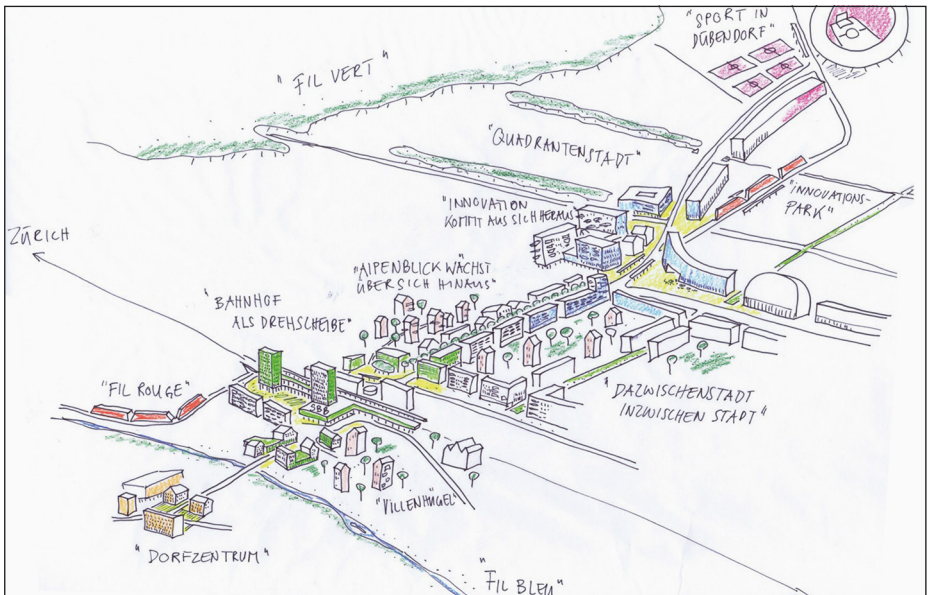 "SPORT IN
DÜBENDORF"
"FIL VERT"
"QUADRANTENSTADT"
"INNOVATIONS-
PARK"
"INNOVATION
KOMMT AUS SICH HERAUS"
ZÜRICH
"ALPENBLICK WÄCHST
ÜBER SICH HINAUS"
"BAHNHOF
ALS DREHSCHEIBE"
"FIL ROUGE"
SBB
"DAZWISCHENSTADT
INZWISCHEN STADT"
"VILLENHÜGEL"
"DORFZENTRUM"
"FIL BLEU"